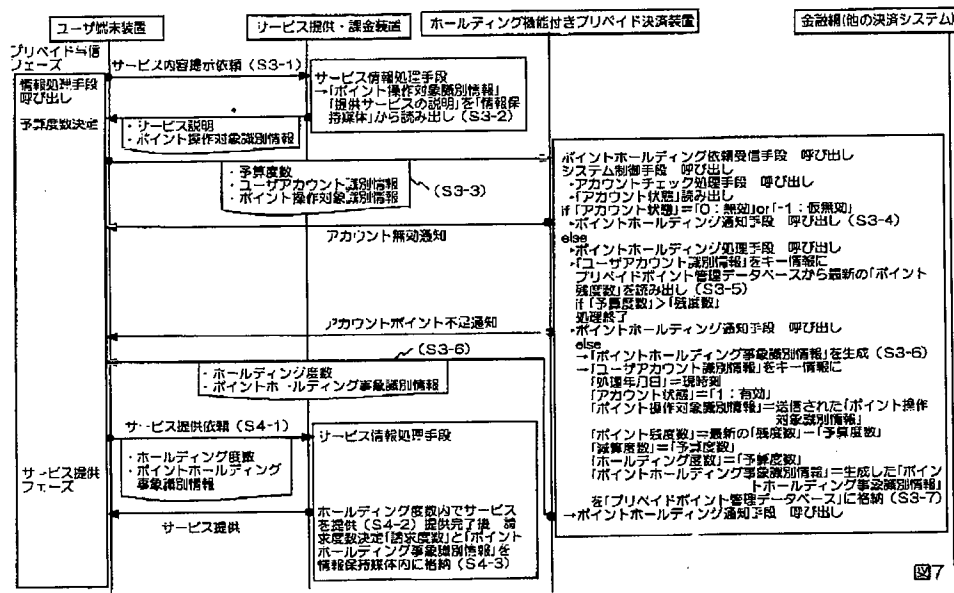 ユーザ端末装置
サービス提供・課金装置
ホールディング機能付きプリペイド決済装置
金融網(他の決済システム)
プリペイド与信
フェーズ
サービス内容提示依頼(S3-1)
情報処理手段
呼び出し
サービス情報処理手段
→「ポイント操作対象識別情報」
「提供サービスの説明」を「情報保
持媒体」から読み出し(S3-2)
予算度数決定
・サービス説明
・ポイント操作対象識別情報
・予算度数
・ユーザアカウント識別情報
・ポイント操作対象識別情報
(S3-3)
アカウント無効通知
ポイントホールディング依頼受信手段 呼び出し
システム制御手段 呼び出し
・アカウントチェック処理手段 呼び出し
・「アカウント状態」読み出し
if「アカウント状態」=「0:無効」or「-1:仮無効」
・ポイントホールディング通知手段 呼び出し(S3-4)
else
・ポイントホールディング処理手段 呼び出し
・「ユーザアカウント識別情報」をキー情報に
プリペイドポイント管理データベースから最新の「ポイント
残度数」を読み出し(S3-5)
if「予算度数」>「残度数」
処理終了
・ポイントホールディング通知手段 呼び出し
else
→「ポイントホールディング事象識別情報」を生成(S3-6)
→「ユーザアカウント識別情報」をキー情報に
「処理年月日」=現時刻
「アカウント状態」=「1:有効」
「ポイント操作対象識別情報」=送信された「ポイント操作
対象識別情報」
「ポイント残度数」=最新の「残度数」-「予算度数」
「減算度数」=「予算度数」
「ホールディング度数」=「予算度数」
「ポイントホールディング事象識別情報」=生成した「ポイン
トホールディング事象識別情報」
を「プリペイドポイント管理データベース」に格納(S3-7)
→ポイントホールディング通知手段 呼び出し
アカウントポイント不足通知
(S3-6)
・ホールディング度数
・ポイントホールディング事象識別情報
サービス提供依頼(S4-1)
サービス提供
フェーズ
・ホールディング度数
・ポイントホールディング
事象識別情報
サービス情報処理手段
ホールディング度数内でサービス
を提供(S4-2)提供完了後 請
求度数決定「請求度数」と「ポイント
ホールディング事象識別情報」を
情報保持媒体内に格納(S4-3)
サービス提供
図7